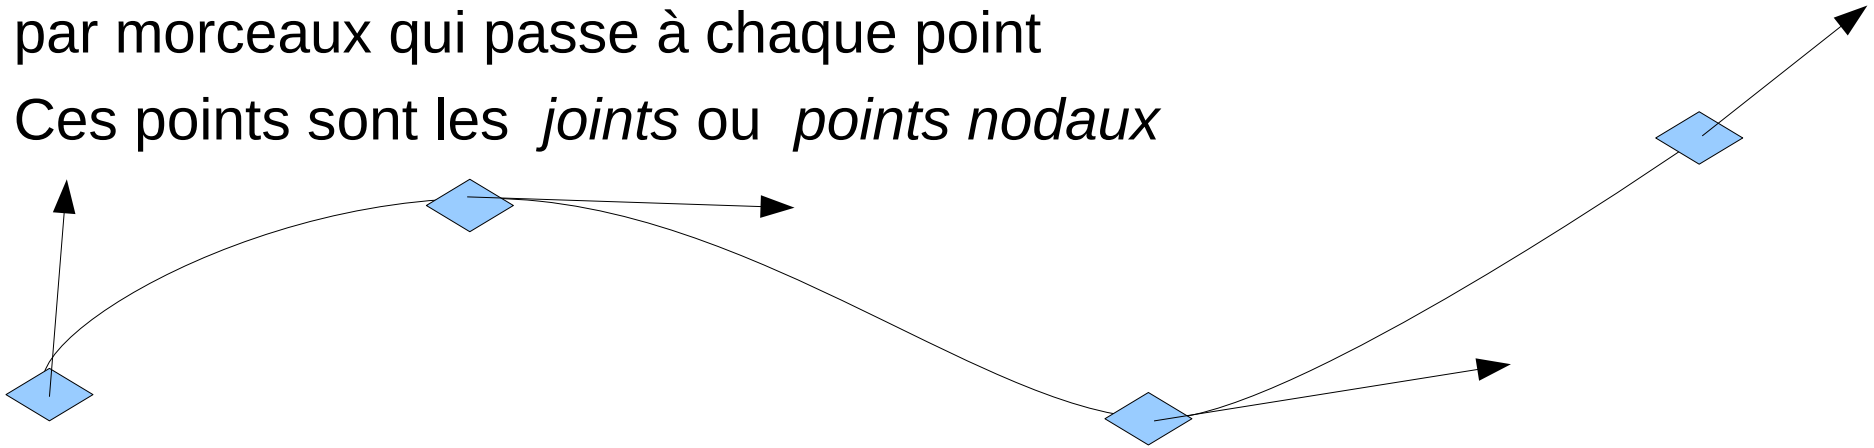 par morceaux qui passe à chaque point
Ces points sont les joints ou points nodaux